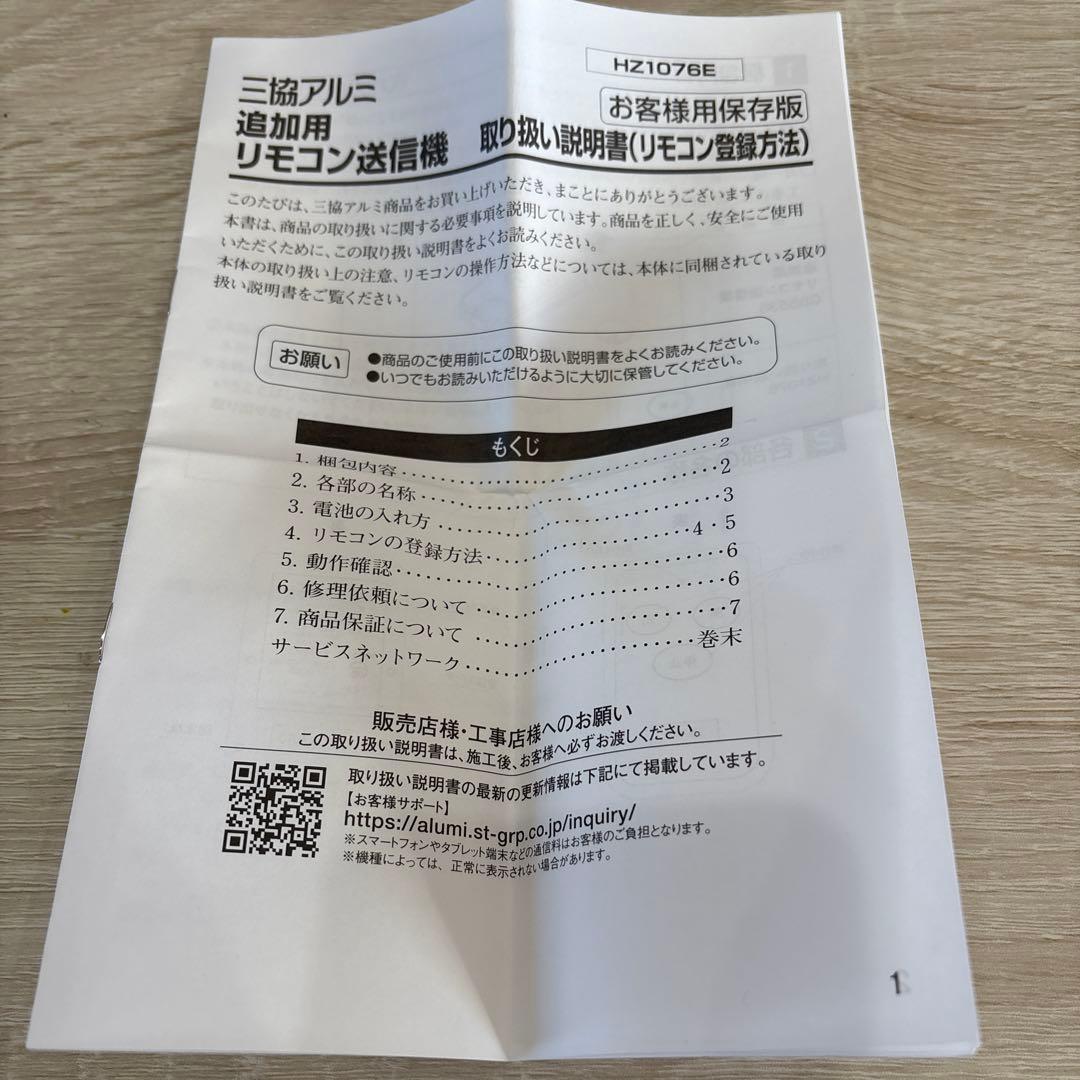 HZ1076E
お客様用保存版
三協アルミ
追加用
リモコン送信機 取り扱い説明書(リモコン登録方法)
このたびは、三協アルミ商品をお買い上げいただき、まことにありがとうございます。
本書は、商品の取り扱いに関する必要事項を説明しています。商品を正しく、安全にご使用
いただくために、この取り扱い説明書をよくお読みください。
本体の取り扱い上の注意、リモコンの操作方法などについては、本体に同梱されている取り
扱い説明書をご覧ください。
お願い
●商品のご使用前にこの取り扱い説明書をよくお読みください。
●いつでもお読みいただけるように大切に保管してください。
もくじ
1. 梱包内容‥‥‥‥‥‥‥‥‥‥‥‥‥‥2
2. 各部の名称‥‥‥‥‥‥‥‥‥‥‥‥‥2
3. 電池の入れ方‥‥‥‥‥‥‥‥‥‥‥‥3
4. リモコンの登録方法‥‥‥‥‥‥‥‥4・5
5. 動作確認‥‥‥‥‥‥‥‥‥‥‥‥‥‥6
6. 修理依頼について‥‥‥‥‥‥‥‥‥‥6
7. 商品保証について‥‥‥‥‥‥‥‥‥‥7
サービスネットワーク‥‥‥‥‥‥‥‥巻末
販売店様・工事店様へのお願い
この取り扱い説明書は、施工後、お客様へ必ずお渡しください。
取り扱い説明書の最新の更新情報は下記にて掲載しています。
【お客様サポート】
https://alumi.st-grp.co.jp/inquiry/
※スマートフォンやタブレット端末などの通信料はお客様のご負担となります。
※機種によっては、正常に表示されない場合があります。
1